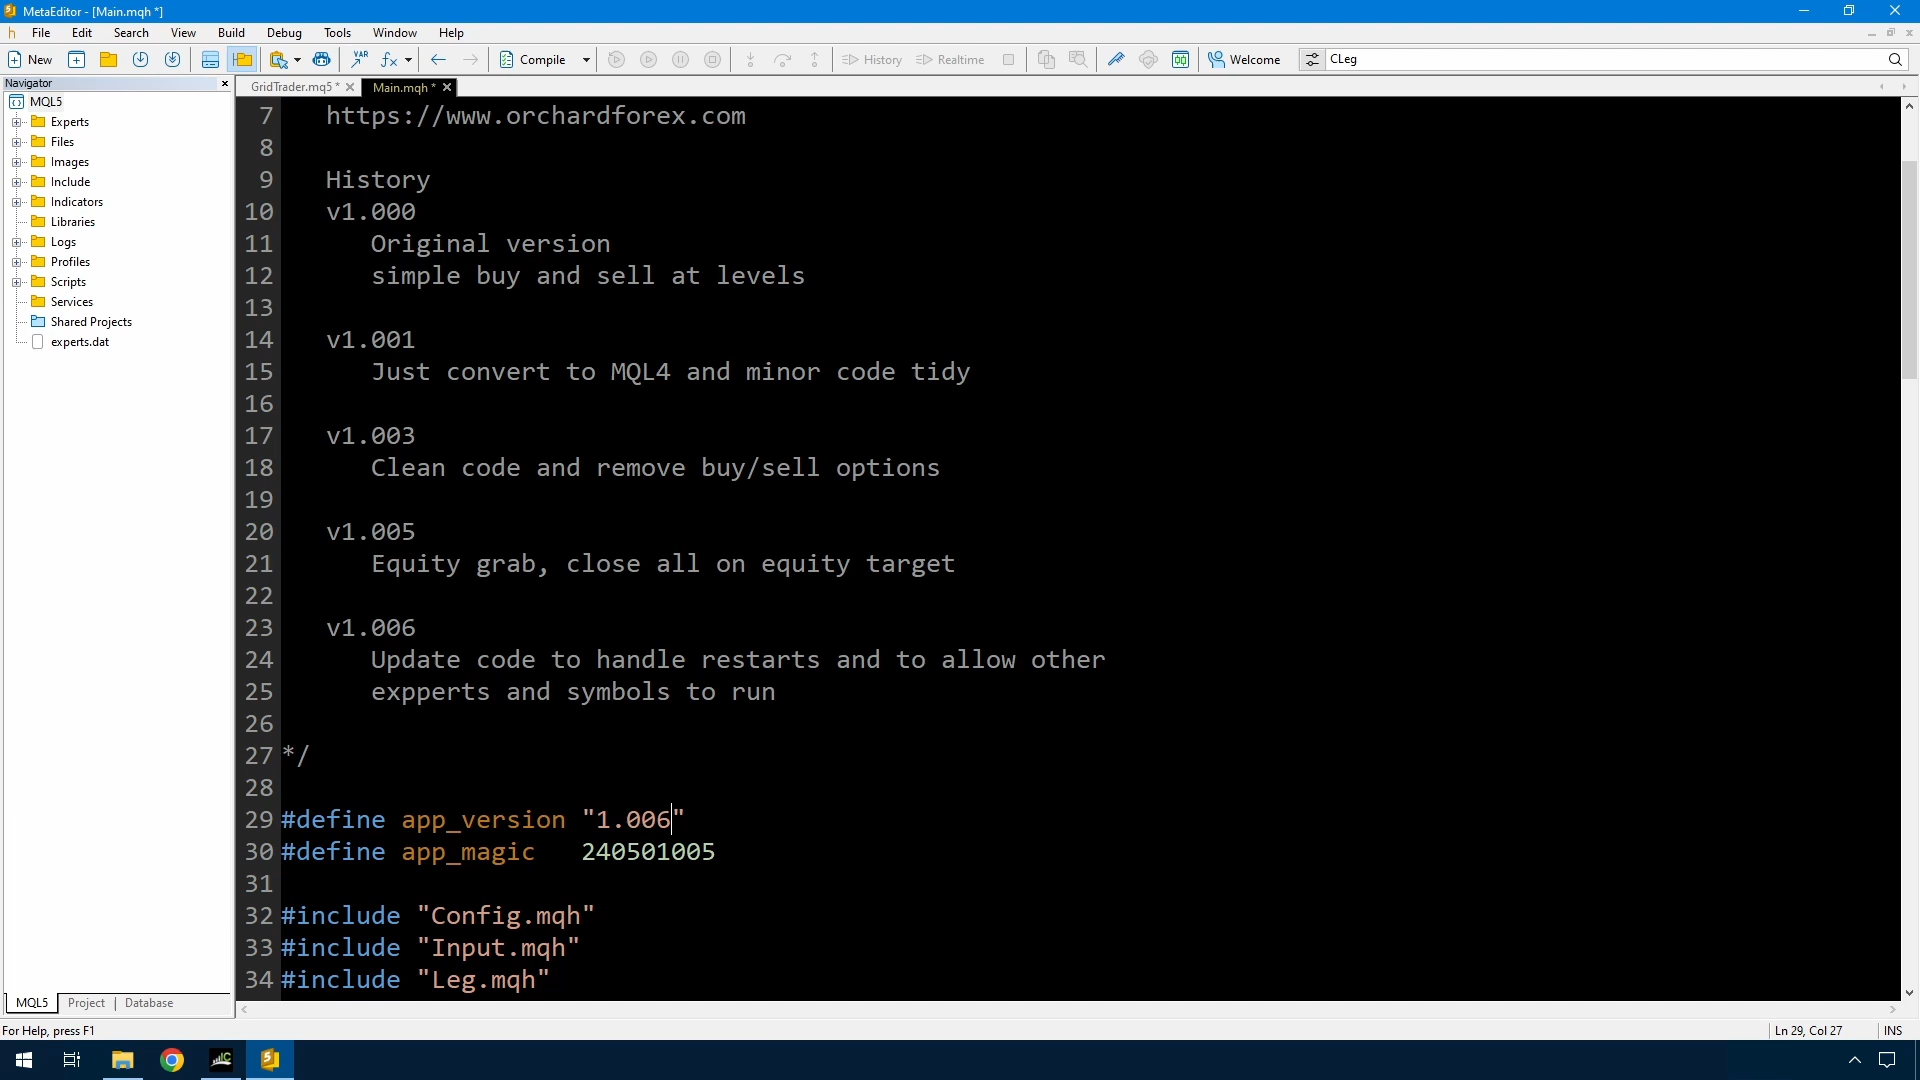 MetaEditor - [Main.mqh *]
File Edit Search View Build Debug Tools Window Help
New Compile History Realtime Welcome CLeg
Navigator
GridTrader.mq5 * Main.mqh *
MQL5
Experts
Files
Images
Include
Indicators
Libraries
Logs
Profiles
Scripts
Services
Shared Projects
experts.dat
7 https://www.orchardforex.com
8
9 History
10 v1.000
11 Original version
12 simple buy and sell at levels
13
14 v1.001
15 Just convert to MQL4 and minor code tidy
16
17 v1.003
18 Clean code and remove buy/sell options
19
20 v1.005
21 Equity grab, close all on equity target
22
23 v1.006
24 Update code to handle restarts and to allow other
25 expperts and symbols to run
26
27 */
28
29 #define app_version "1.006"
30 #define app_magic 240501005
31
32 #include "Config.mqh"
33 #include "Input.mqh"
34 #include "Leg.mqh"
MQL5 Project | Database
For Help, press F1 Ln 29, Col 27 INS